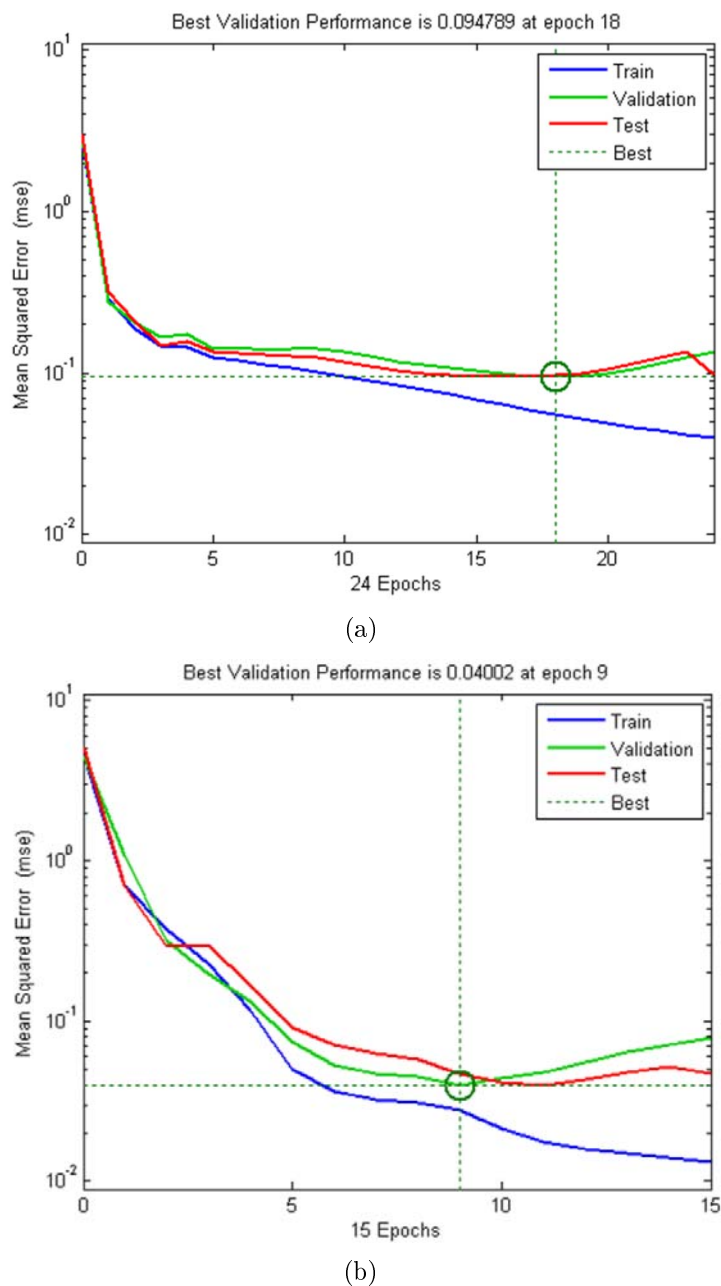 Best Validation Performance is 0.094789 at epoch 18
Mean Squared Error (mse)
10^1
10^0
10^-1
10^-2
Train
Validation
Test
Best
0 5 10 15 20
24 Epochs
(a)
Best Validation Performance is 0.04002 at epoch 9
Mean Squared Error (mse)
10^1
10^0
10^-1
10^-2
Train
Validation
Test
Best
0 5 10 15
15 Epochs
(b)